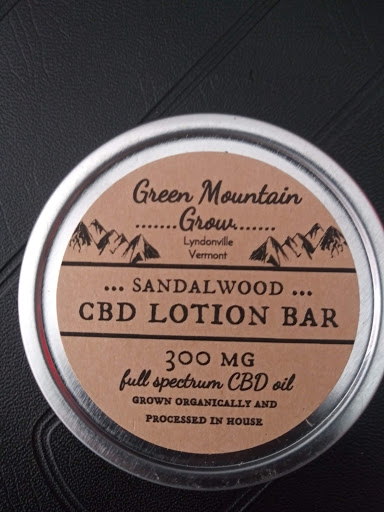 Green Mountain
.......Grow.......
Lyndonville
Vermont
... SANDALWOOD ...
CBD LOTION BAR
300 MG
full spectrum CBD oil
GROWN ORGANICALLY AND
PROCESSED IN HOUSE